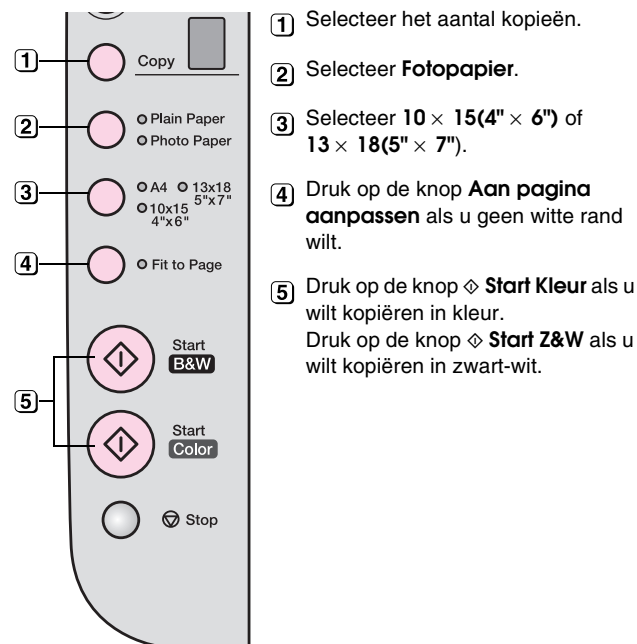 1 Copy
2 Plain Paper
Photo Paper
3 A4 13x18
5"x7"
10x15
4"x6"
4 Fit to Page
Start
B&W
5
Start
Color
Stop
1 Selecteer het aantal kopieën.
2 Selecteer Fotopapier.
3 Selecteer 10 × 15(4" × 6") of
13 × 18(5" × 7").
4 Druk op de knop Aan pagina
aanpassen als u geen witte rand
wilt.
5 Druk op de knop Start Kleur als u
wilt kopiëren in kleur.
Druk op de knop Start Z&W als u
wilt kopiëren in zwart-wit.